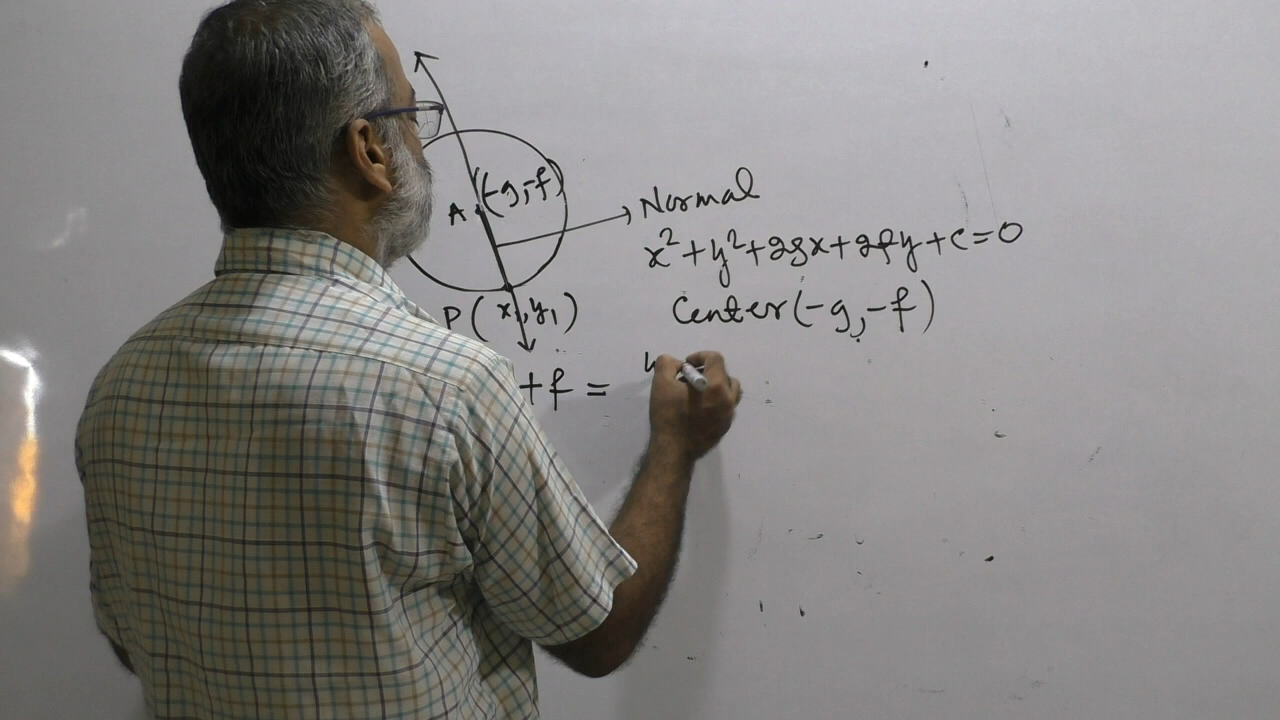 A (-g,-f)
Normal
x²+y²+2gx+2fy+c=0
P(x₁,y₁)
Center(-g,-f)
+f=